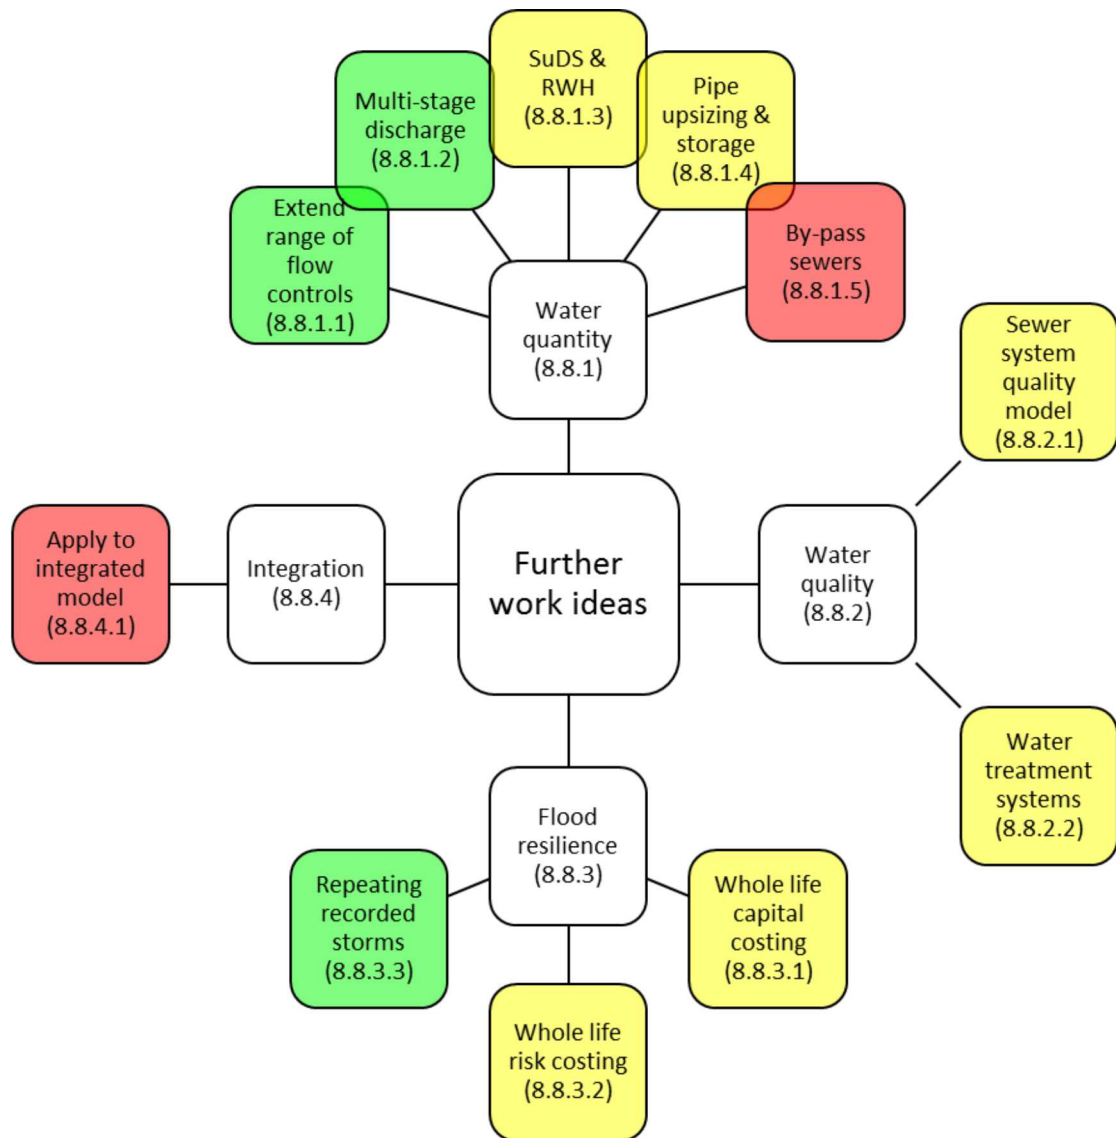 SuDS &
RWH
(8.8.1.3)
Multi-stage
discharge
(8.8.1.2)
Pipe
upsizing &
storage
(8.8.1.4)
Extend
range of
flow
controls
(8.8.1.1)
By-pass
sewers
(8.8.1.5)
Water
quantity
(8.8.1)
Sewer
system
quality
model
(8.8.2.1)
Apply to
integrated
model
(8.8.4.1)
Integration
(8.8.4)
Further
work ideas
Water
quality
(8.8.2)
Water
treatment
systems
(8.8.2.2)
Flood
resilience
(8.8.3)
Repeating
recorded
storms
(8.8.3.3)
Whole life
capital
costing
(8.8.3.1)
Whole life
risk costing
(8.8.3.2)